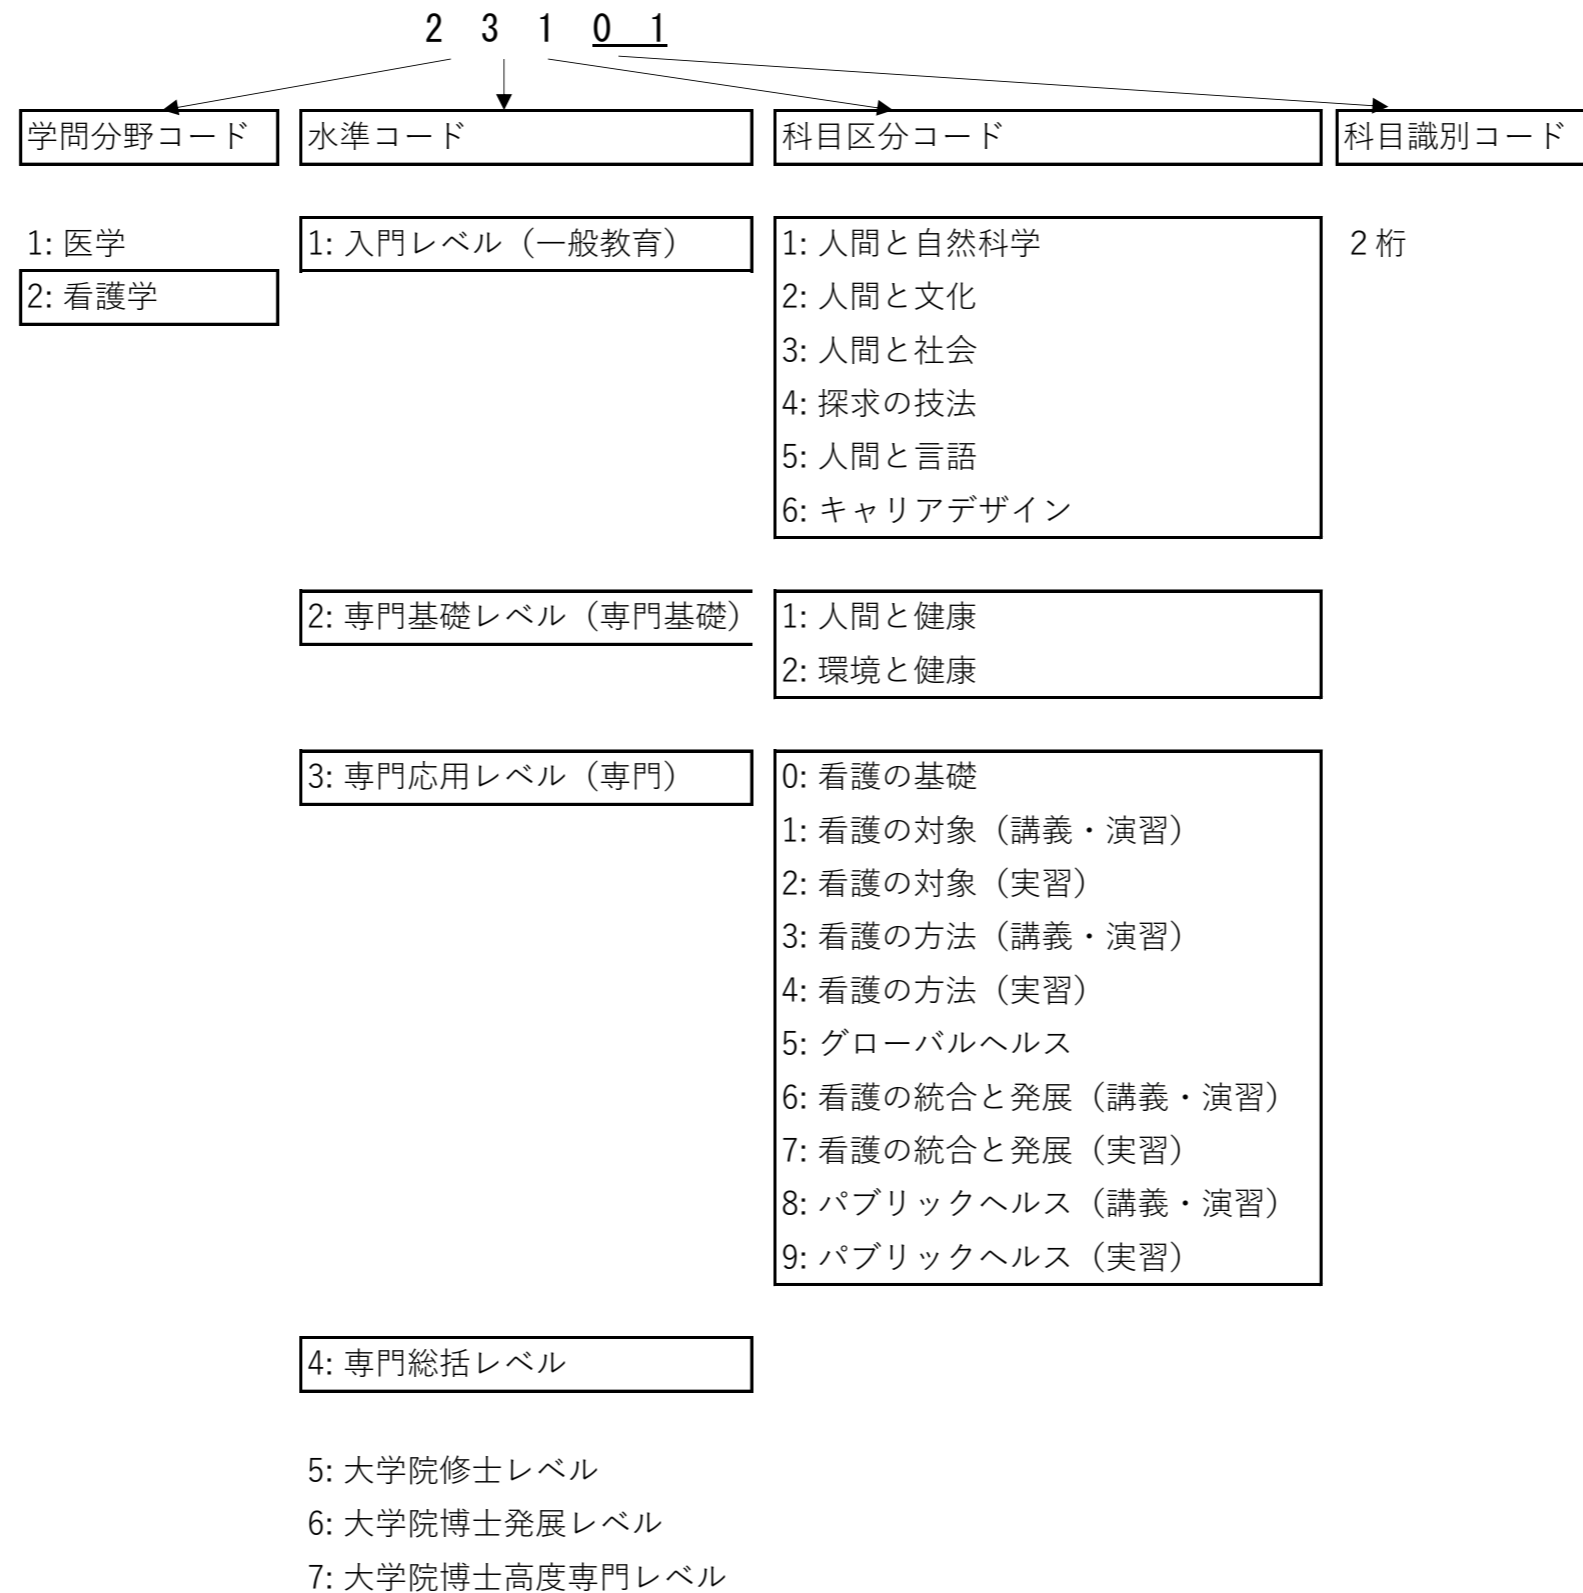 2 3 1 0 1
学問分野コード 水準コード 科目区分コード 科目識別コード
1: 医学 1: 入門レベル（一般教育） 1: 人間と自然科学 ２桁
2: 看護学 2: 人間と文化
3: 人間と社会
4: 探求の技法
5: 人間と言語
6: キャリアデザイン
2: 専門基礎レベル（専門基礎） 1: 人間と健康
2: 環境と健康
3: 専門応用レベル（専門） 0: 看護の基礎
1: 看護の対象（講義・演習）
2: 看護の対象（実習）
3: 看護の方法（講義・演習）
4: 看護の方法（実習）
5: グローバルヘルス
6: 看護の統合と発展（講義・演習）
7: 看護の統合と発展（実習）
8: パブリックヘルス（講義・演習）
9: パブリックヘルス（実習）
4: 専門総括レベル
5: 大学院修士レベル
6: 大学院博士発展レベル
7: 大学院博士高度専門レベル